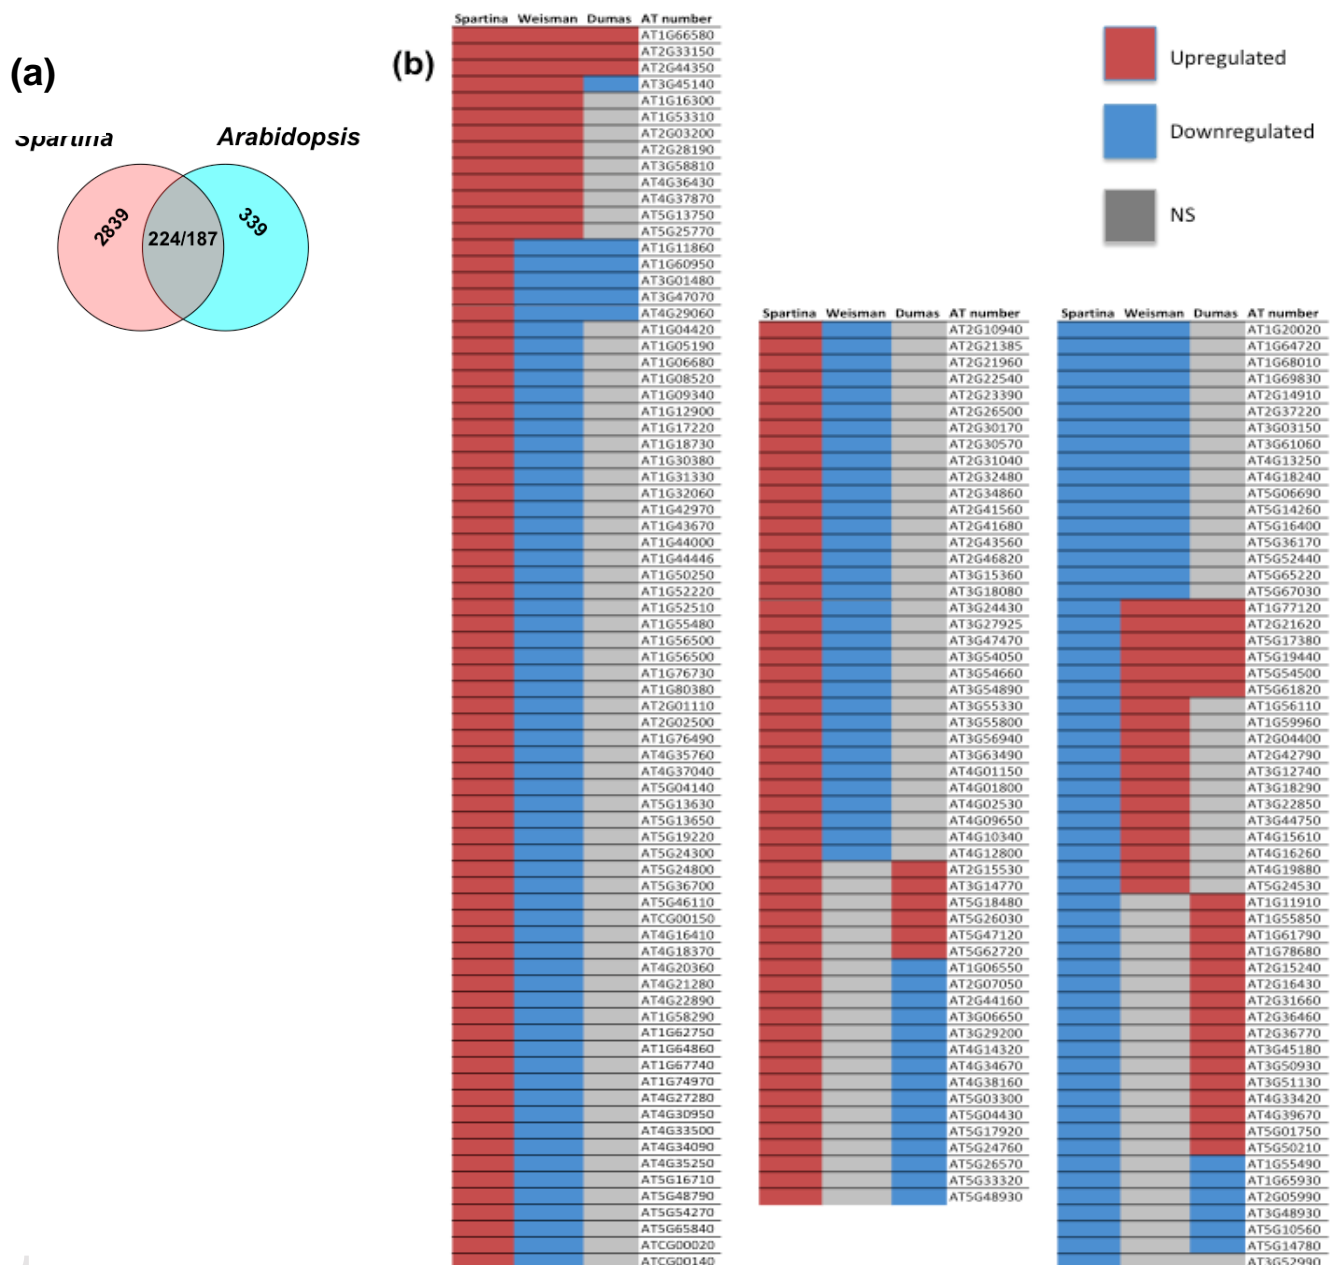 (a)
Spartina Arabidopsis
2839
224/187
339
(b)
Spartina Weisman Dumas AT number
AT1G66580
AT2G33150
AT2G44350
AT3G45140
AT1G16300
AT1G53310
AT2G03200
AT2G28190
AT3G58810
AT4G36430
AT4G37870
AT5G13750
AT5G25770
AT1G11860
AT1G60950
AT3G01480
AT3G47070
AT4G29060
AT1G04420
AT1G05190
AT1G06680
AT1G08520
AT1G09340
AT1G12900
AT1G17220
AT1G18730
AT1G30380
AT1G31330
AT1G32060
AT1G42970
AT1G43670
AT1G44000
AT1G44446
AT1G50250
AT1G52220
AT1G52510
AT1G55480
AT1G56500
AT1G56500
AT1G76730
AT1G80380
AT2G01110
AT2G02500
AT1G76490
AT4G35760
AT4G37040
AT5G04140
AT5G13630
AT5G13650
AT5G19220
AT5G24300
AT5G24800
AT5G36700
AT5G46110
ATCG00150
AT4G16410
AT4G18370
AT4G20360
AT4G21280
AT4G22890
AT1G58290
AT1G62750
AT1G64860
AT1G67740
AT1G74970
AT4G27280
AT4G30950
AT4G33500
AT4G34090
AT4G35250
AT5G16710
AT5G48790
AT5G54270
AT5G65840
ATCG00020
ATCG00140
Spartina Weisman Dumas AT number
AT2G10940
AT2G21385
AT2G21960
AT2G22540
AT2G23390
AT2G26500
AT2G30170
AT2G30570
AT2G31040
AT2G32480
AT2G34860
AT2G41560
AT2G41680
AT2G43560
AT2G46820
AT3G15360
AT3G18080
AT3G24430
AT3G27925
AT3G47470
AT3G54050
AT3G54660
AT3G54890
AT3G55330
AT3G55800
AT3G56940
AT3G63490
AT4G01150
AT4G01800
AT4G02530
AT4G09650
AT4G10340
AT4G12800
AT2G15530
AT3G14770
AT5G18480
AT5G26030
AT5G47120
AT5G62720
AT1G06550
AT2G07050
AT2G44160
AT3G06650
AT3G29200
AT4G14320
AT4G34670
AT4G38160
AT5G03300
AT5G04430
AT5G17920
AT5G24760
AT5G26570
AT5G33320
AT5G48930
Upregulated
Downregulated
NS
Spartina Weisman Dumas AT number
AT1G20020
AT1G64720
AT1G68010
AT1G69830
AT2G14910
AT2G37220
AT3G03150
AT3G61060
AT4G13250
AT4G18240
AT5G06690
AT5G14260
AT5G16400
AT5G36170
AT5G52440
AT5G65220
AT5G67030
AT1G77120
AT2G21620
AT5G17380
AT5G19440
AT5G54500
AT5G61820
AT1G56110
AT1G59960
AT2G04400
AT2G42790
AT3G12740
AT3G18290
AT3G22850
AT3G44750
AT4G15610
AT4G16260
AT4G19880
AT5G24530
AT1G11910
AT1G55850
AT1G61790
AT1G78680
AT2G15240
AT2G16430
AT2G31660
AT2G36460
AT2G36770
AT3G45180
AT3G50930
AT3G51130
AT4G33420
AT4G39670
AT5G01750
AT5G50210
AT1G55490
AT1G65930
AT2G05990
AT3G48930
AT5G10560
AT5G14780
AT3G52990